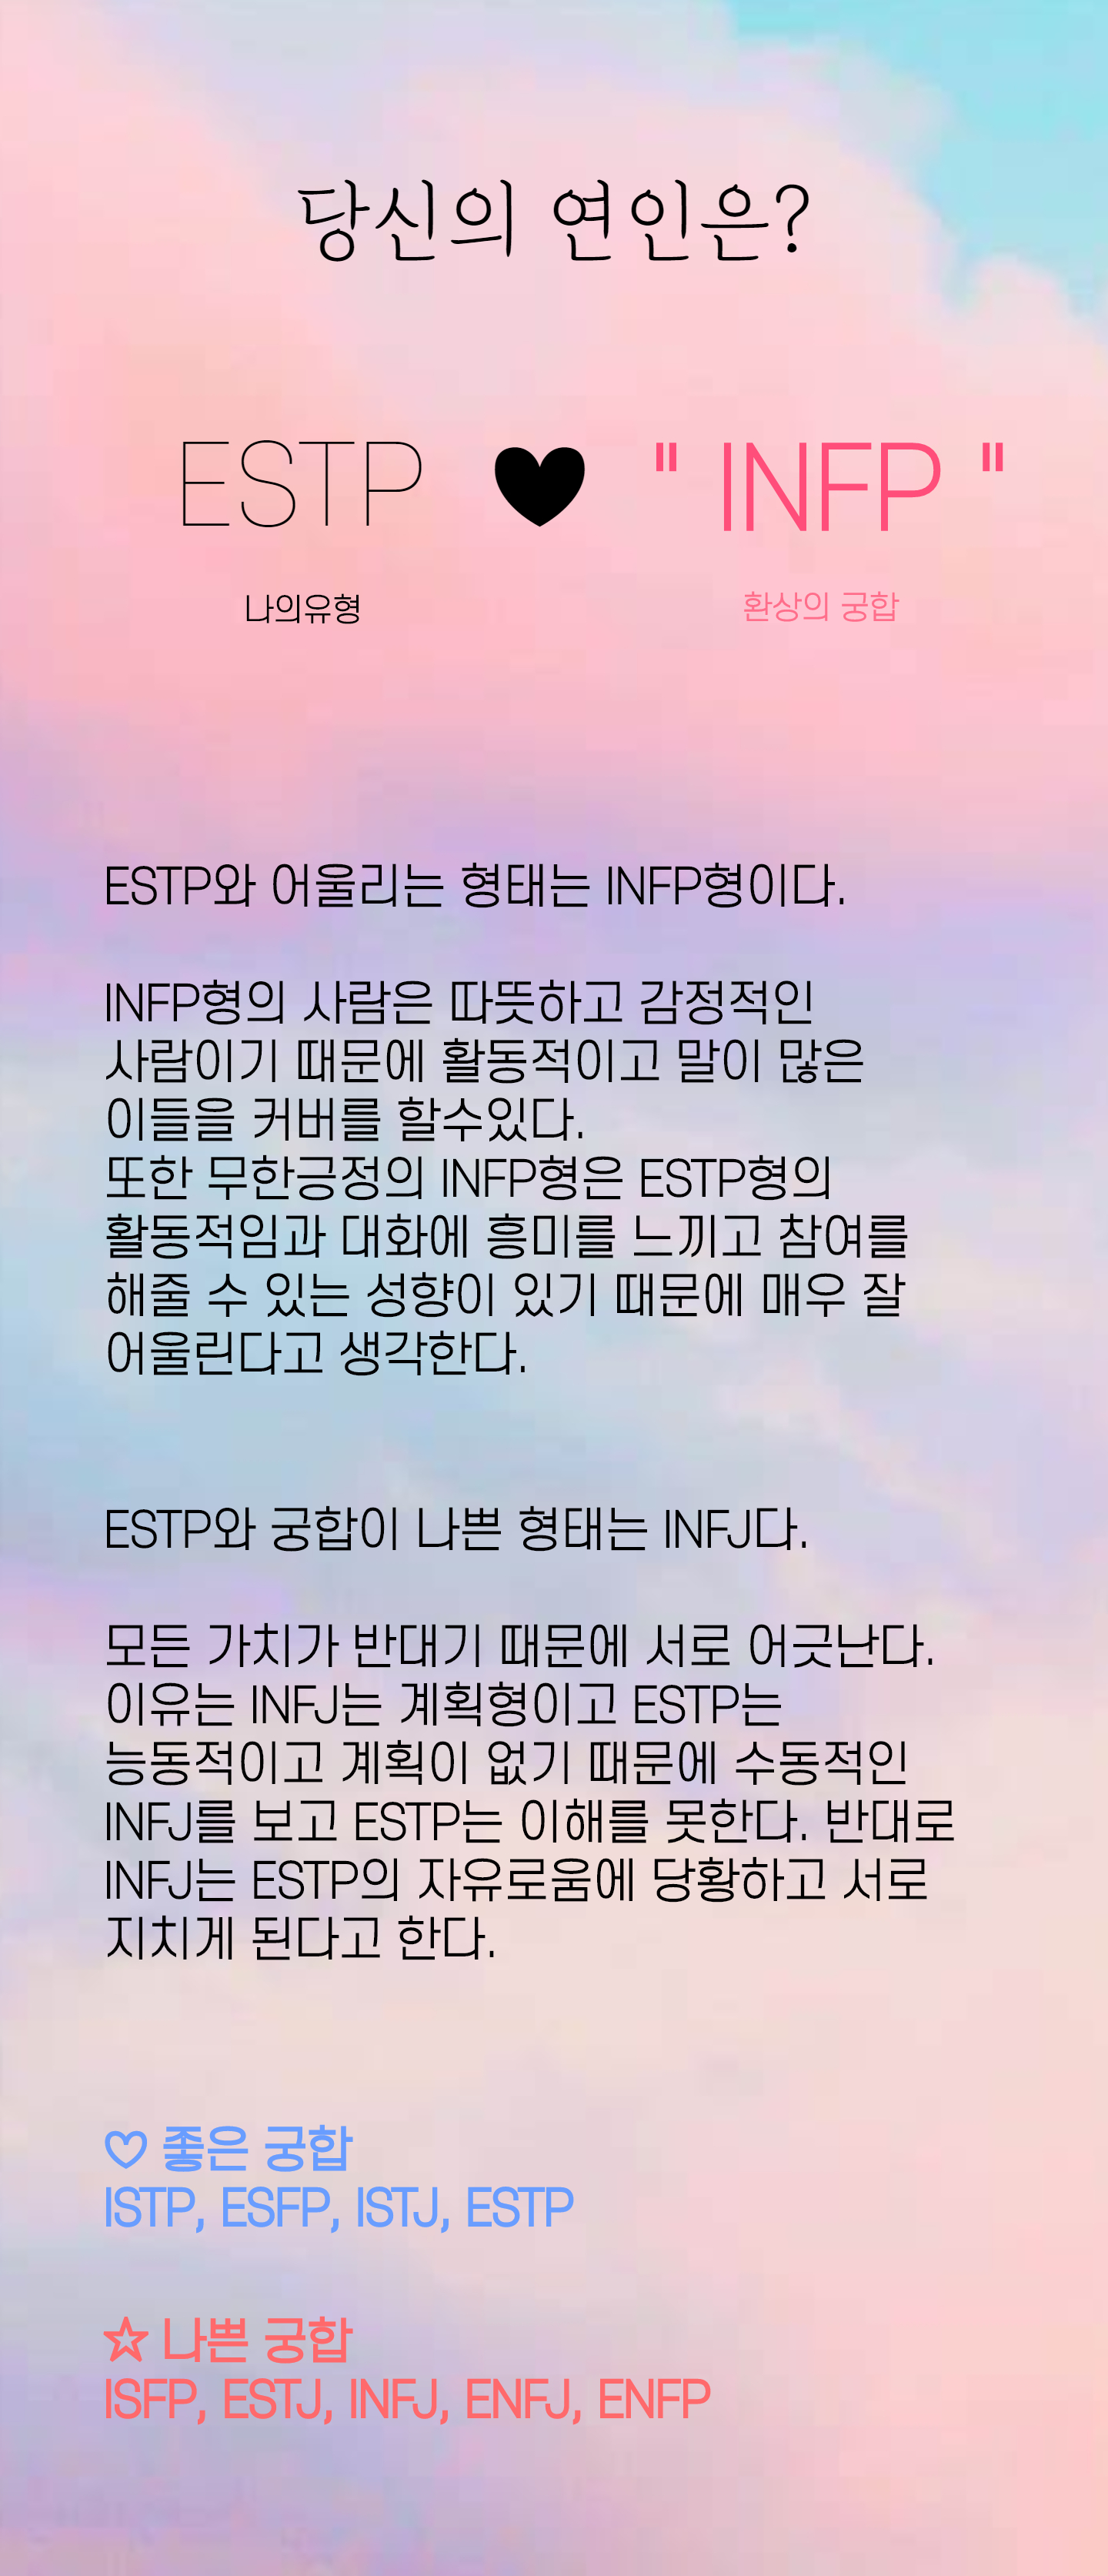 당신의 연인은?
ESTP ♥ " INFP "
나의유형 환상의 궁합
ESTP와 어울리는 형태는 INFP형이다.
INFP형의 사람은 따뜻하고 감정적인
사람이기 때문에 활동적이고 말이 많은
이들을 커버를 할수있다.
또한 무한긍정의 INFP형은 ESTP형의
활동적임과 대화에 흥미를 느끼고 참여를
해줄 수 있는 성향이 있기 때문에 매우 잘
어울린다고 생각한다.
ESTP와 궁합이 나쁜 형태는 INFJ다.
모든 가치가 반대기 때문에 서로 어긋난다.
이유는 INFJ는 계획형이고 ESTP는
능동적이고 계획이 없기 때문에 수동적인
INFJ를 보고 ESTP는 이해를 못한다. 반대로
INFJ는 ESTP의 자유로움에 당황하고 서로
지치게 된다고 한다.
♡ 좋은 궁합
ISTP, ESFP, ISTJ, ESTP
☆ 나쁜 궁합
ISFP, ESTJ, INFJ, ENFJ, ENFP